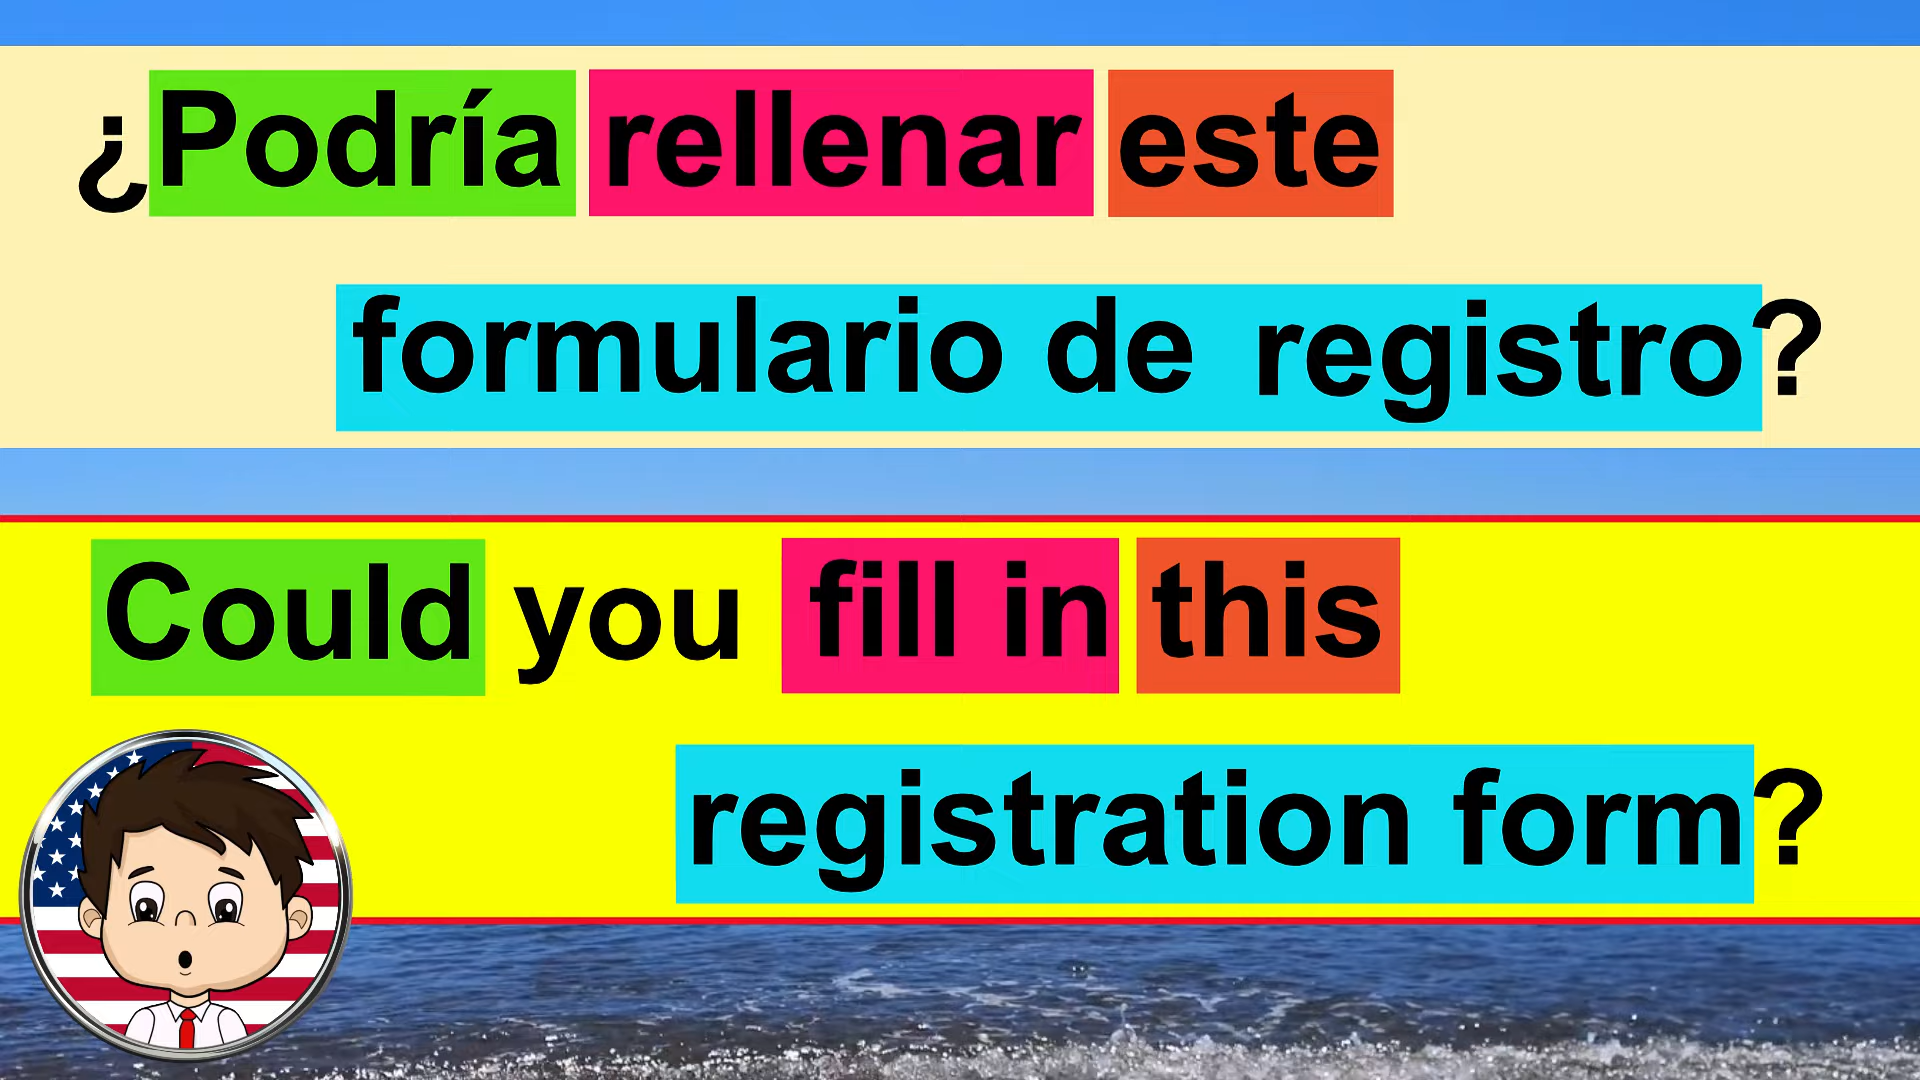 ¿Podría rellenar este
formulario de registro?
Could you fill in this
registration form?